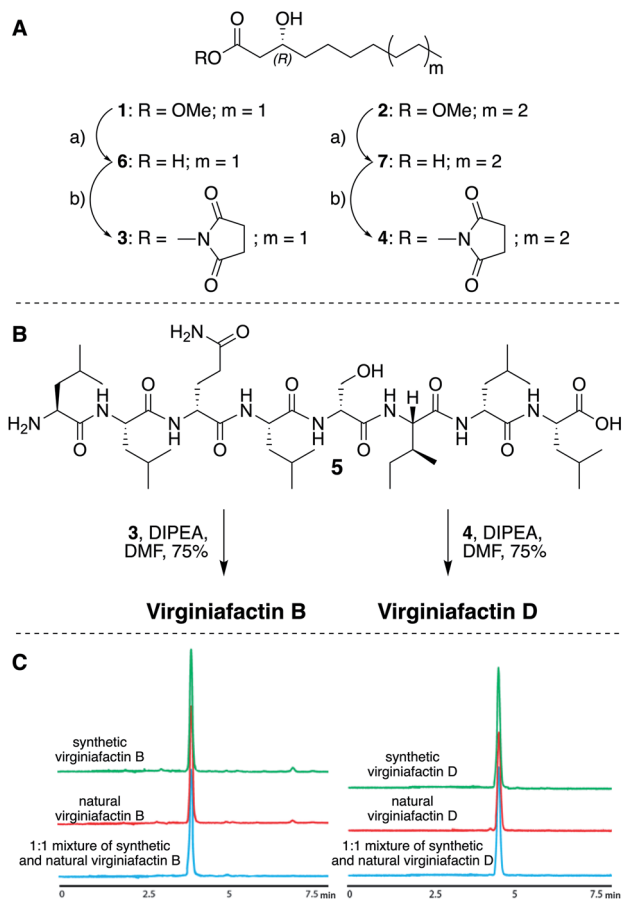 A
O OH
RO (R) m
1: R = OMe; m = 1 2: R = OMe; m = 2
a) a)
6: R = H; m = 1 7: R = H; m = 2
b) O b) O
3: R = N ; m = 1 4: R = N ; m = 2
O O
B
H2N O
OH
O H O H O H H O H O
H2N N N N N N N N OH
O H O H O H O
5
3, DIPEA, 4, DIPEA,
DMF, 75% DMF, 75%
Virginiafactin B Virginiafactin D
C
synthetic
virginiafactin B
natural
virginiafactin B
1:1 mixture of synthetic
and natural virginiafactin B
0 2.5 5 7.5 min
synthetic
virginiafactin D
natural
virginiafactin D
1:1 mixture of synthetic
and natural virginiafactin D
0 2.5 5 7.5 min